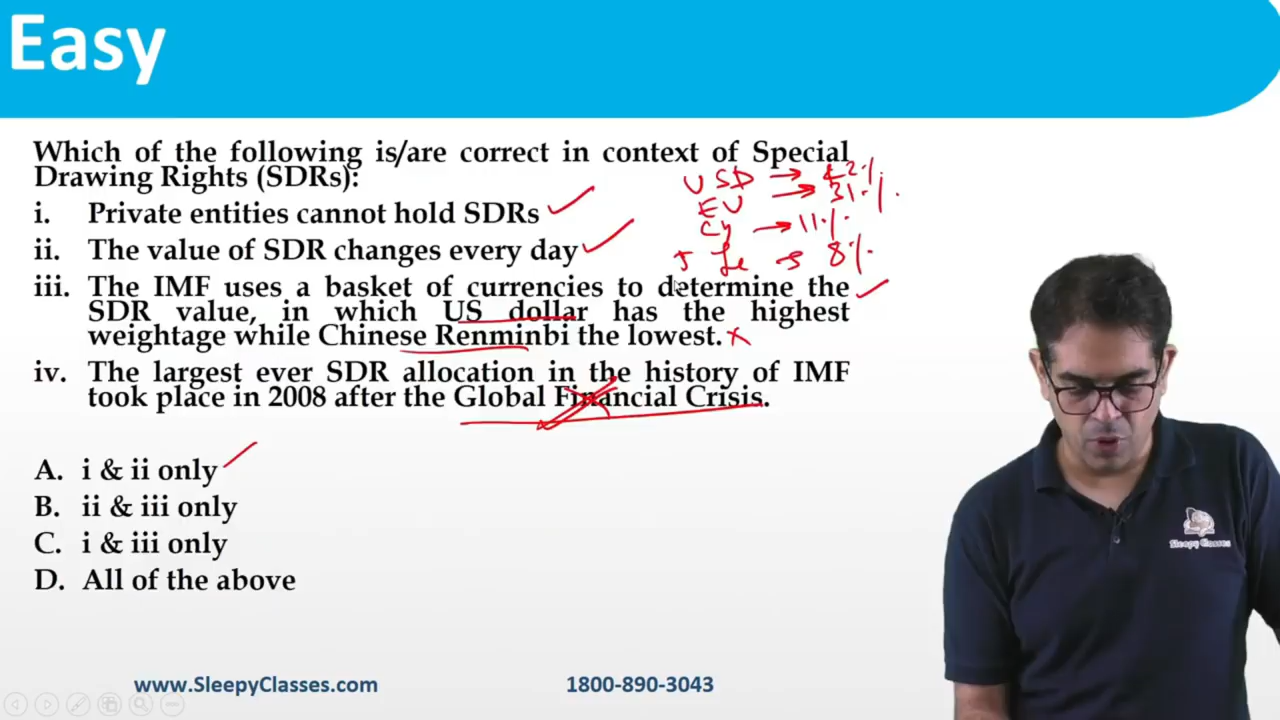 Easy
Which of the following is/are correct in context of Special
Drawing Rights (SDRs):
i. Private entities cannot hold SDRs
ii. The value of SDR changes every day
iii. The IMF uses a basket of currencies to determine the
SDR value, in which US dollar has the highest
weightage while Chinese Renminbi the lowest.
iv. The largest ever SDR allocation in the history of IMF
took place in 2008 after the Global Financial Crisis.
USD → 42%
EU → 31%
Cy → 11%
8%
A. i & ii only
B. ii & iii only
C. i & iii only
D. All of the above
Sleepy Classes
www.SleepyClasses.com
1800-890-3043